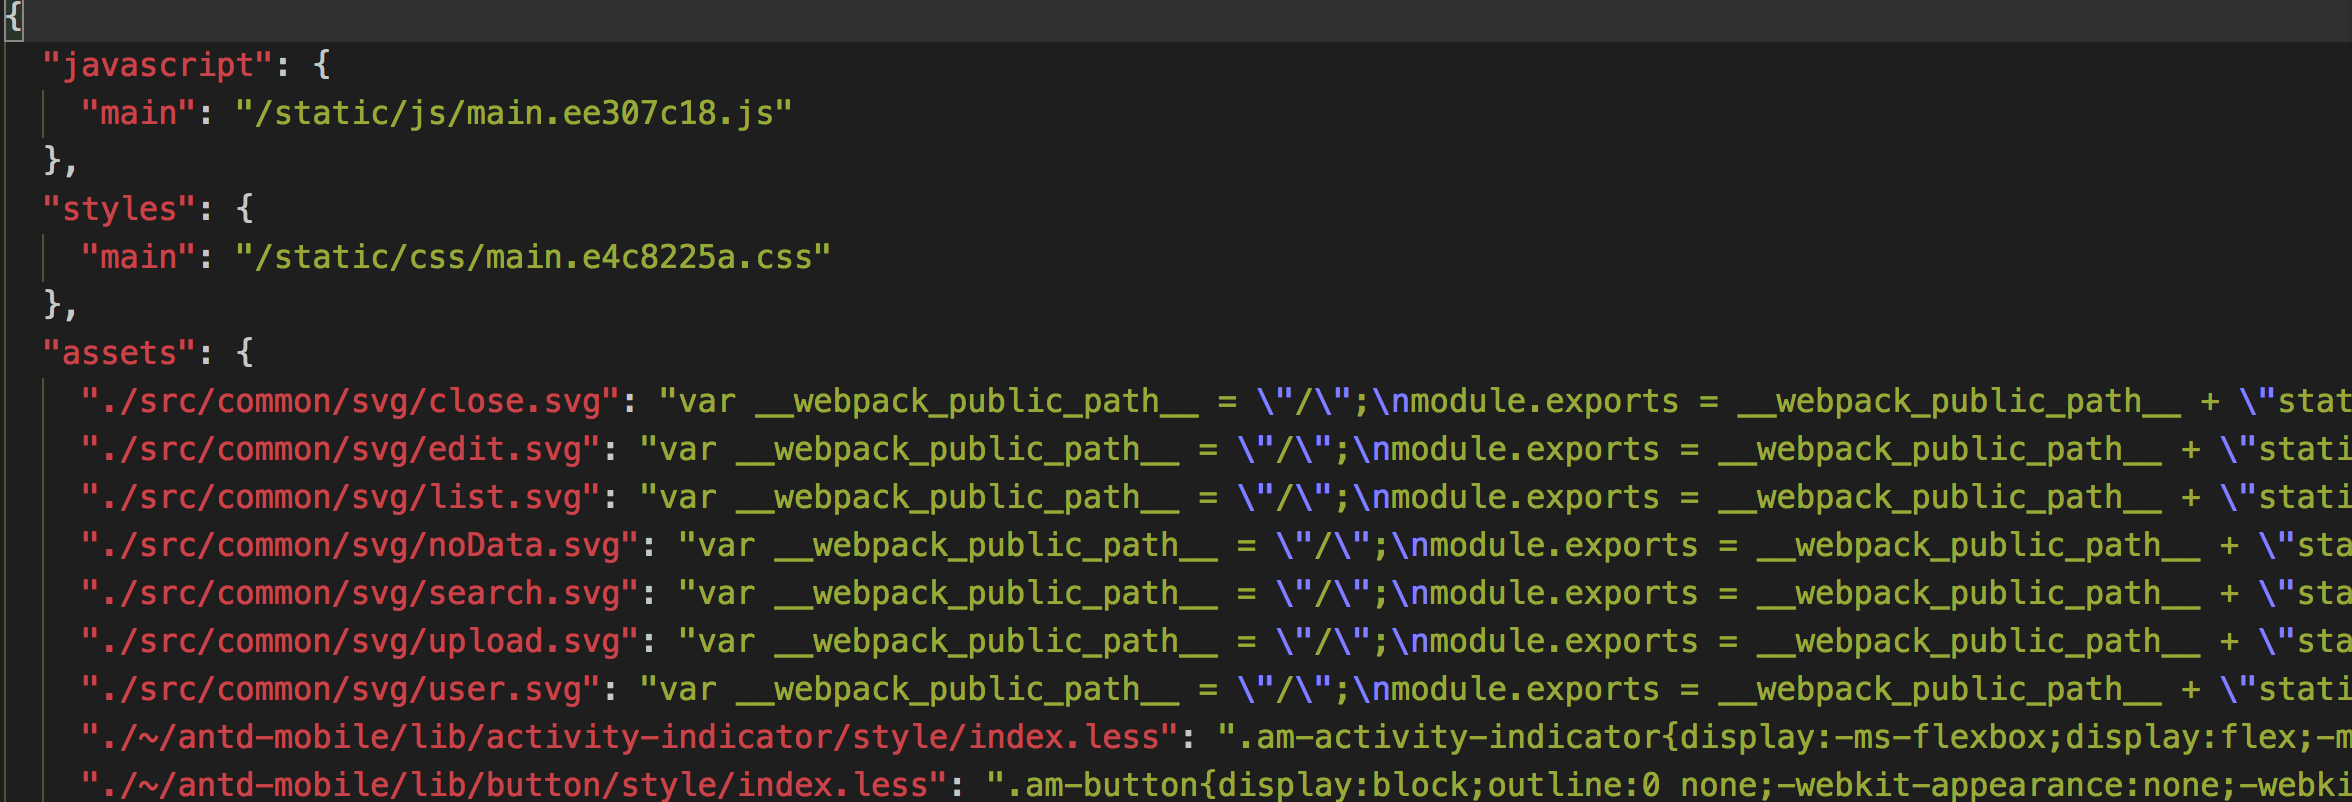 {
"javascript": {
"main": "/static/js/main.ee307c18.js"
},
"styles": {
"main": "/static/css/main.e4c8225a.css"
},
"assets": {
"./src/common/svg/close.svg": "var __webpack_public_path__ = \"/\";\nmodule.exports = __webpack_public_path__ + \"stat
"./src/common/svg/edit.svg": "var __webpack_public_path__ = \"/\";\nmodule.exports = __webpack_public_path__ + \"stati
"./src/common/svg/list.svg": "var __webpack_public_path__ = \"/\";\nmodule.exports = __webpack_public_path__ + \"stati
"./src/common/svg/noData.svg": "var __webpack_public_path__ = \"/\";\nmodule.exports = __webpack_public_path__ + \"sta
"./src/common/svg/search.svg": "var __webpack_public_path__ = \"/\";\nmodule.exports = __webpack_public_path__ + \"sta
"./src/common/svg/upload.svg": "var __webpack_public_path__ = \"/\";\nmodule.exports = __webpack_public_path__ + \"sta
"./src/common/svg/user.svg": "var __webpack_public_path__ = \"/\";\nmodule.exports = __webpack_public_path__ + \"stati
"./~/antd-mobile/lib/activity-indicator/style/index.less": ".am-activity-indicator{display:-ms-flexbox;display:flex;-m
"./~/antd-mobile/lib/button/style/index.less": ".am-button{display:block;outline:0 none;-webkit-appearance:none;-webki